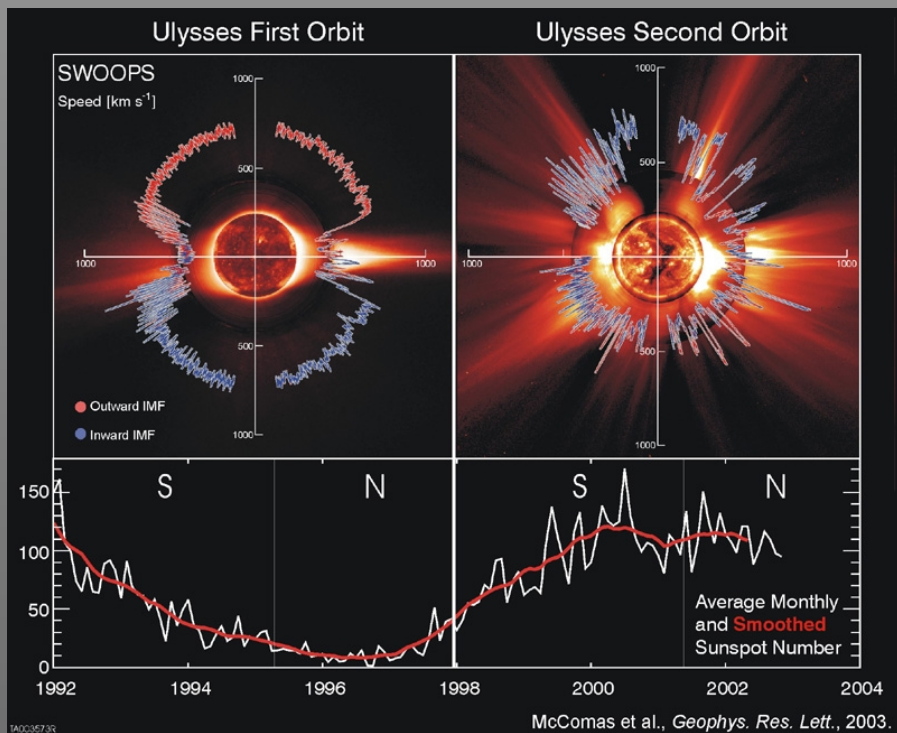 Ulysses First Orbit
Ulysses Second Orbit
SWOOPS
Speed [km s⁻¹]
1000
500
1000
1000
500
1000
Outward IMF
Inward IMF
1000
500
1000
1000
500
1000
150
100
50
0
S
N
S
N
Average Monthly
and Smoothed
Sunspot Number
1992
1994
1996
1998
2000
2002
2004
IA003573R
McComas et al., Geophys. Res. Lett., 2003.